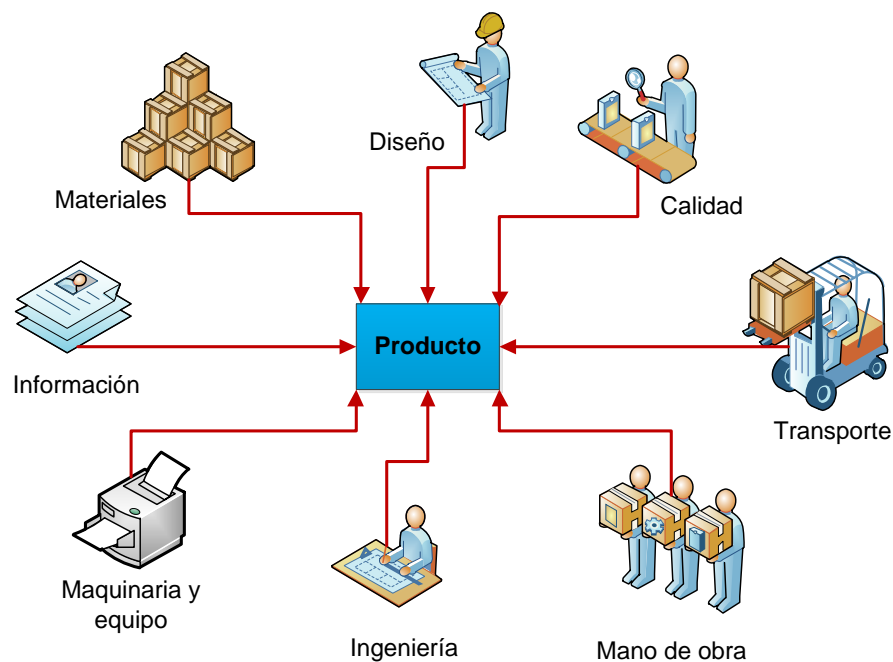 Diseño
Materiales
Calidad
Producto
Información
Transporte
Maquinaria y
equipo
Ingeniería
Mano de obra